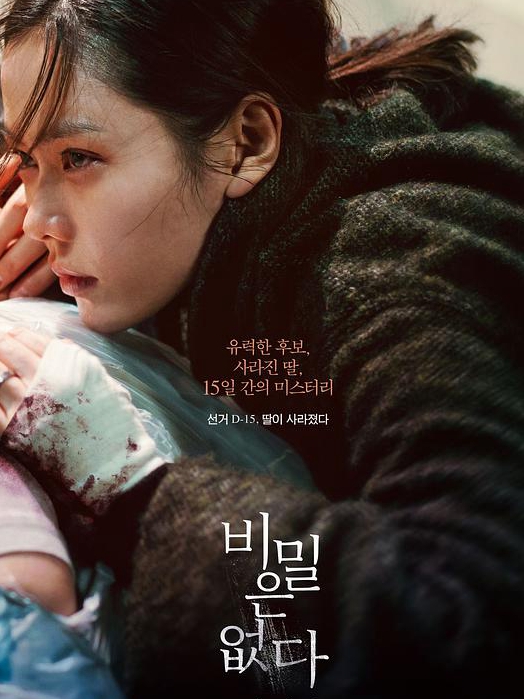 유력한 후보,
사라진 딸,
15일 간의 미스터리
선거 D-15, 딸이 사라졌다
비밀
은
없다